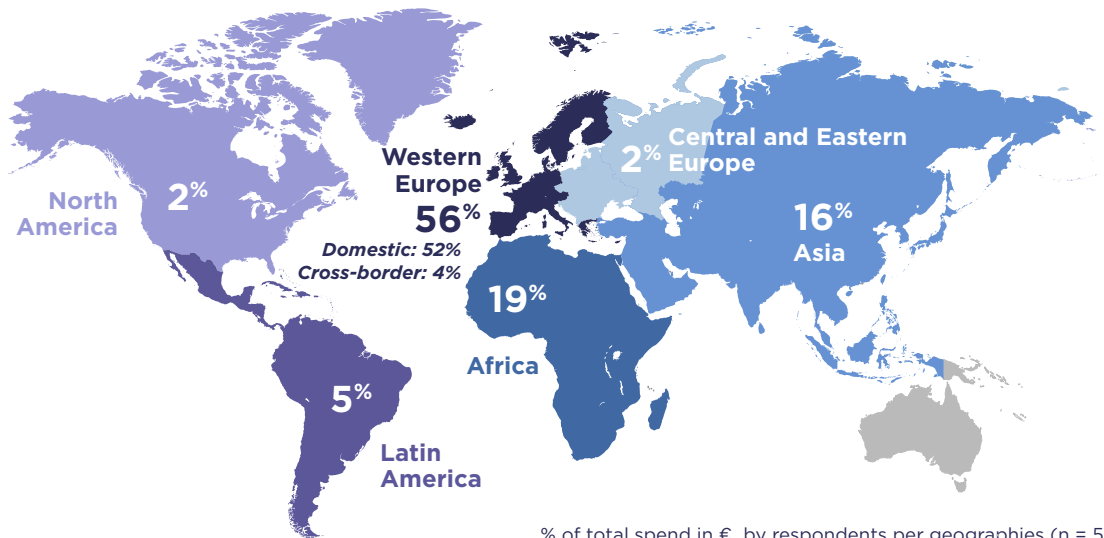 North
America
2%
Western
Europe
56%
Domestic: 52%
Cross-border: 4%
2%
Central and Eastern
Europe
16%
Asia
19%
Africa
5%
Latin
America
% of total spend in €, by respondents per geographies (n = 5